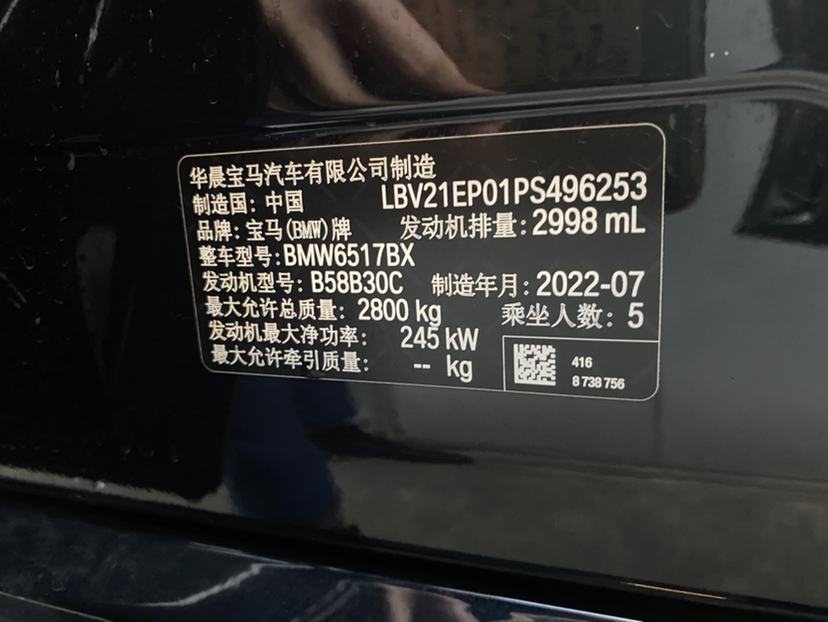 华晨宝马汽车有限公司制造
制造国: 中国 LBV21EP01PS496253
品牌: 宝马(BMW)牌 发动机排量: 2998 mL
整车型号: BMW6517BX
发动机型号: B58B30C 制造年月: 2022-07
最大允许总质量: 2800 kg 乘坐人数: 5
发动机最大净功率: 245 kW
最大允许牵引质量: -- kg
416
8 738 756